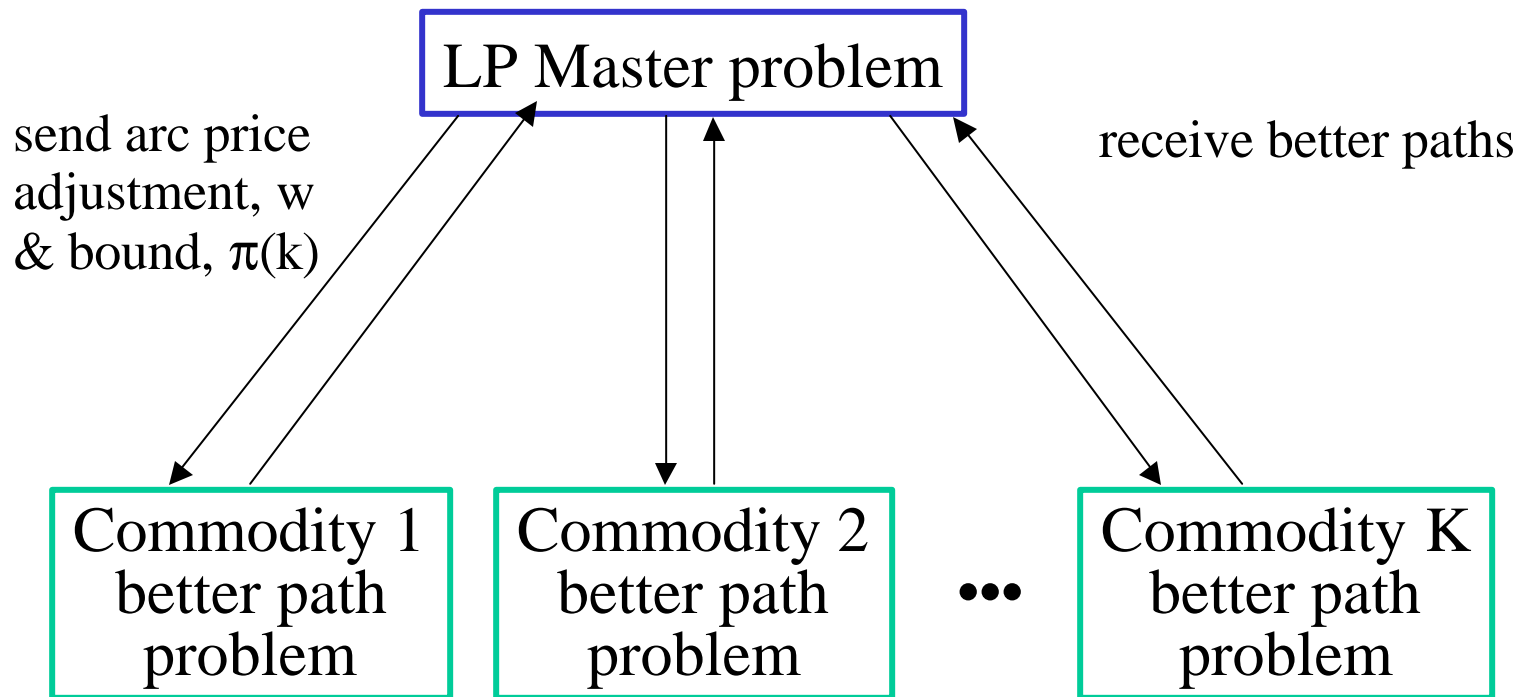 LP Master problem
send arc price
adjustment, w
& bound, π(k)
receive better paths
Commodity 1
better path
problem
Commodity 2
better path
problem
•••
Commodity K
better path
problem